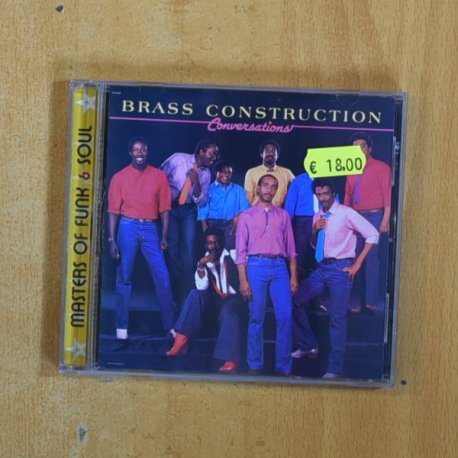 BRASS CONSTRUCTION
Conversations
€ 18.00
MASTERS OF FUNK & SOUL